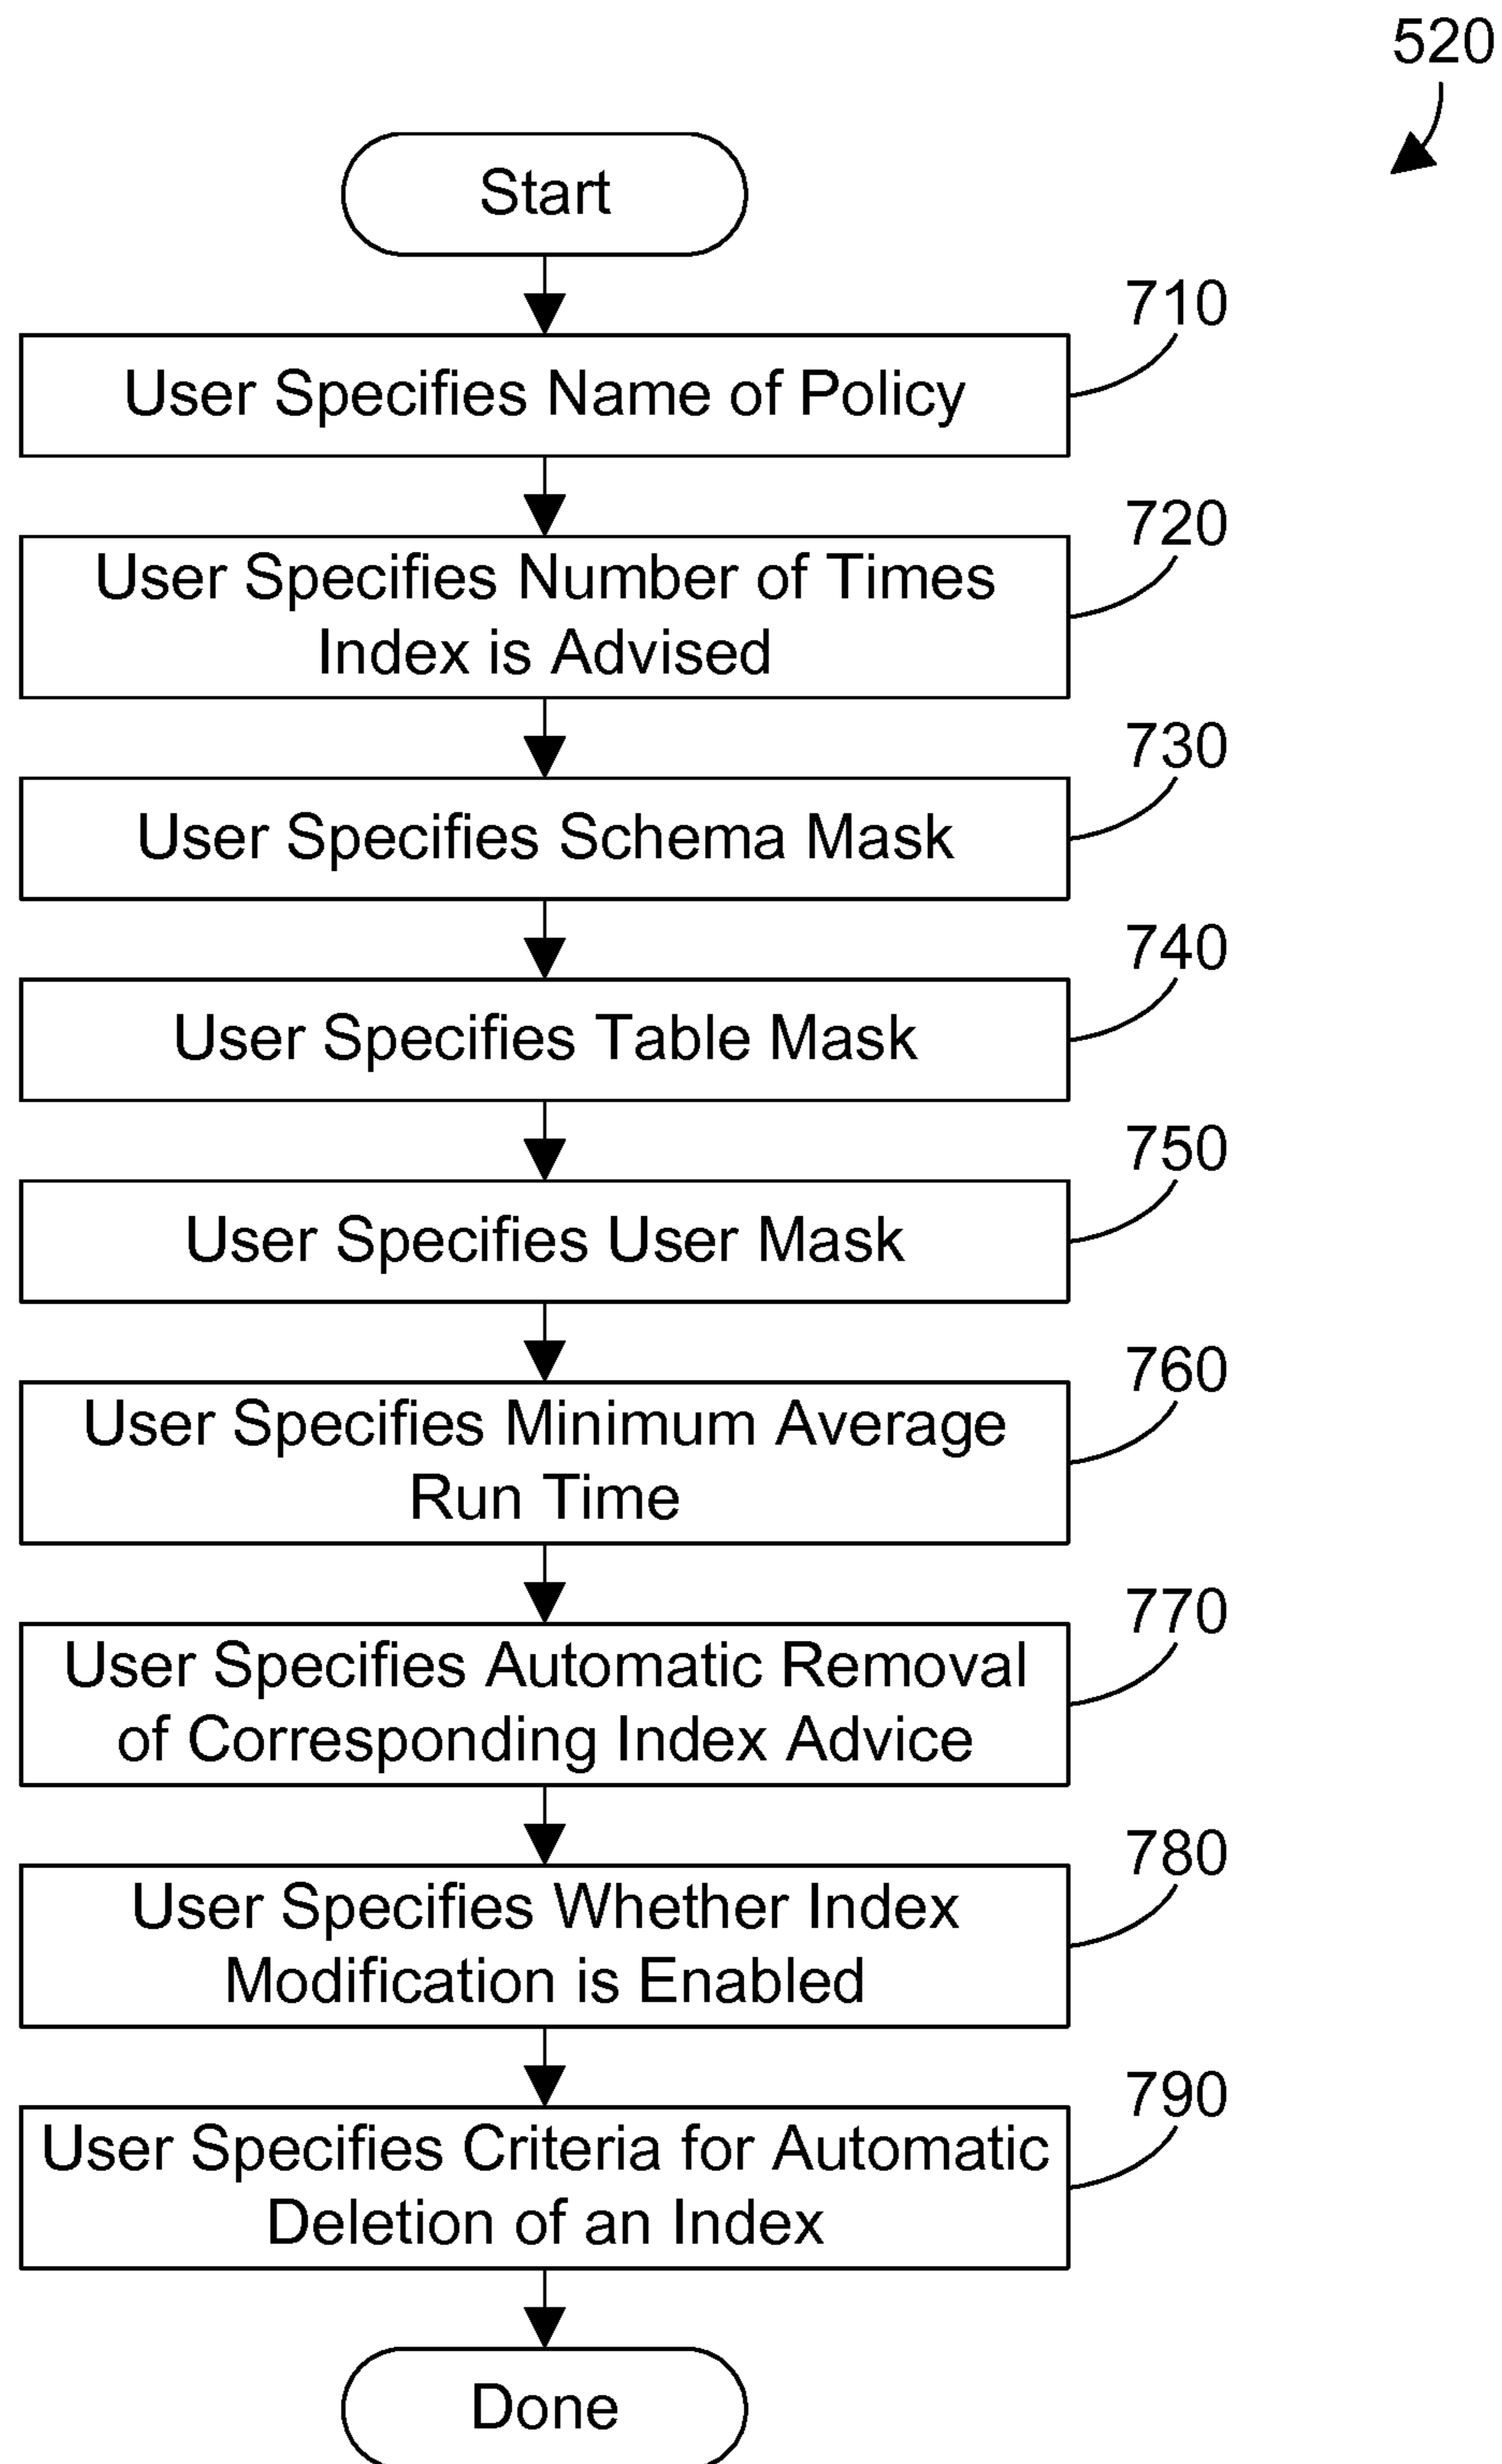 520
Start
710
User Specifies Name of Policy
720
User Specifies Number of Times
Index is Advised
730
User Specifies Schema Mask
740
User Specifies Table Mask
750
User Specifies User Mask
760
User Specifies Minimum Average
Run Time
770
User Specifies Automatic Removal
of Corresponding Index Advice
780
User Specifies Whether Index
Modification is Enabled
790
User Specifies Criteria for Automatic
Deletion of an Index
Done